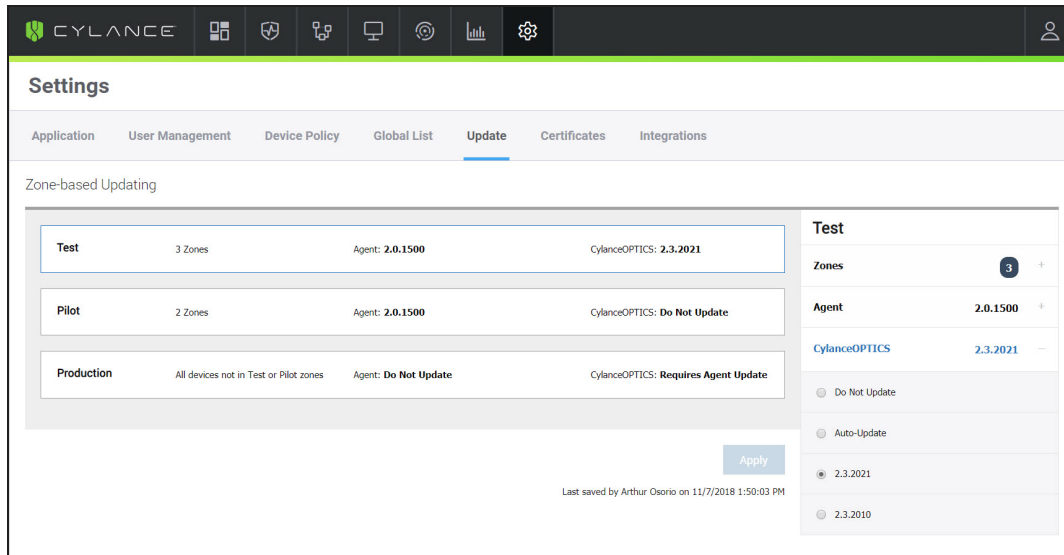 CYLANCE
Settings
Application User Management Device Policy Global List Update Certificates Integrations
Zone-based Updating
Test 3 Zones Agent: 2.0.1500 CylanceOPTICS: 2.3.2021
Pilot 2 Zones Agent: 2.0.1500 CylanceOPTICS: Do Not Update
Production All devices not in Test or Pilot zones Agent: Do Not Update CylanceOPTICS: Requires Agent Update
Apply
Last saved by Arthur Osorio on 11/7/2018 1:50:03 PM
Test
Zones 3 +
Agent 2.0.1500 +
CylanceOPTICS 2.3.2021 −
Do Not Update
Auto-Update
2.3.2021
2.3.2010